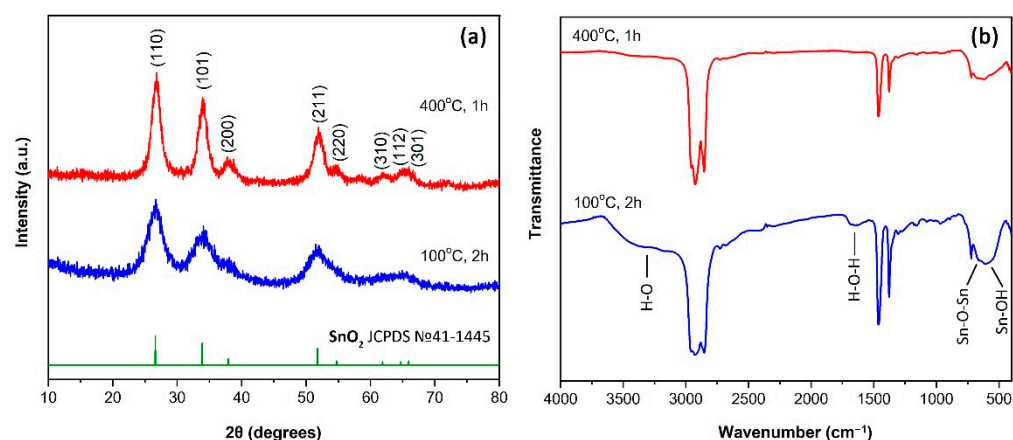 (a)
(110)
(101)
(200)
(211)
(220)
(310)
(112)
(301)
400°C, 1h
100°C, 2h
SnO₂ JCPDS №41-1445
Intensity (a.u.)
10 20 30 40 50 60 70 80
2θ (degrees)
(b)
400°C, 1h
100°C, 2h
H-O
H-O-H
Sn-O-Sn
Sn-OH
Transmittance
4000 3500 3000 2500 2000 1500 1000 500
Wavenumber (cm⁻¹)